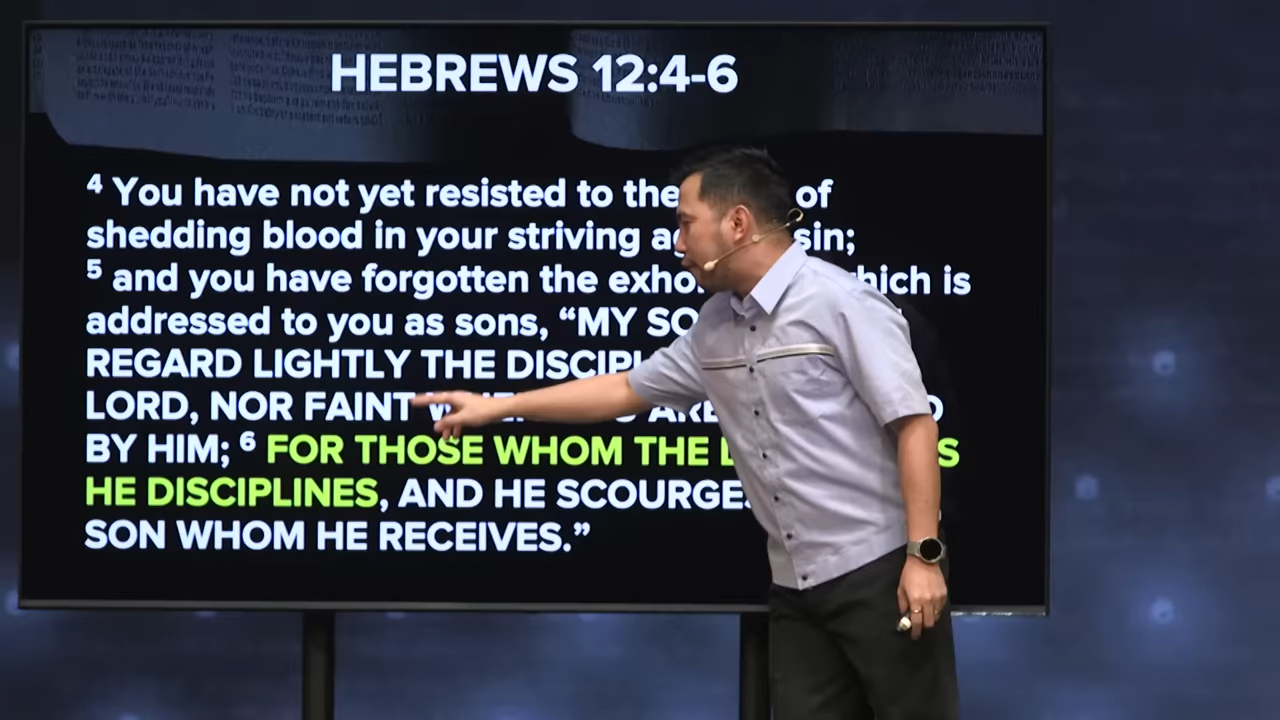 HEBREWS 12:4-6
4 You have not yet resisted to the of
shedding blood in your striving sin;
5 and you have forgotten the which is
addressed to you as sons, “MY
REGARD LIGHTLY THE
LORD, NOR FAINT
BY HIM; 6 FOR THOSE WHOM THE
HE DISCIPLINES, AND HE SCOURGES
SON WHOM HE RECEIVES.”